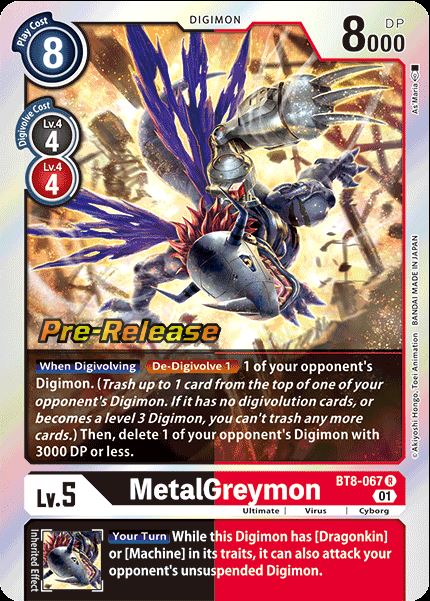 DIGIMON
Play Cost
8
DP
8000
Digivolve Cost
Lv.4
4
Lv.4
4
As'Maria
©Akiyoshi Hongo, Toei Animation BANDAI MADE IN JAPAN
Pre-Release
When Digivolving De-Digivolve 1 1 of your opponent's
Digimon. (Trash up to 1 card from the top of one of your
opponent's Digimon. If it has no digivolution cards, or
becomes a level 3 Digimon, you can't trash any more
cards.) Then, delete 1 of your opponent's Digimon with
3000 DP or less.
Lv.5
MetalGreymon
BT8-067 R
01
Ultimate Virus Cyborg
Inherited Effect
Your Turn While this Digimon has [Dragonkin]
or [Machine] in its traits, it can also attack your
opponent's unsuspended Digimon.